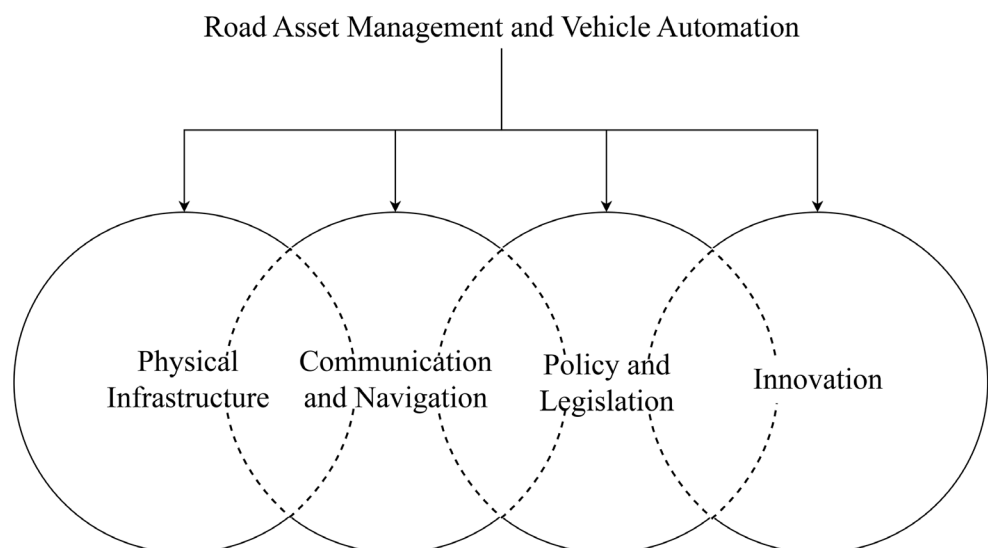 Road Asset Management and Vehicle Automation
Physical
Infrastructure
Communication
and Navigation
Policy and
Legislation
Innovation